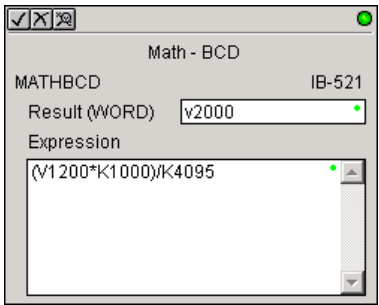 Math - BCD
MATHBCD IB-521
Result (WORD) v2000
Expression
(V1200*K1000)/K4095